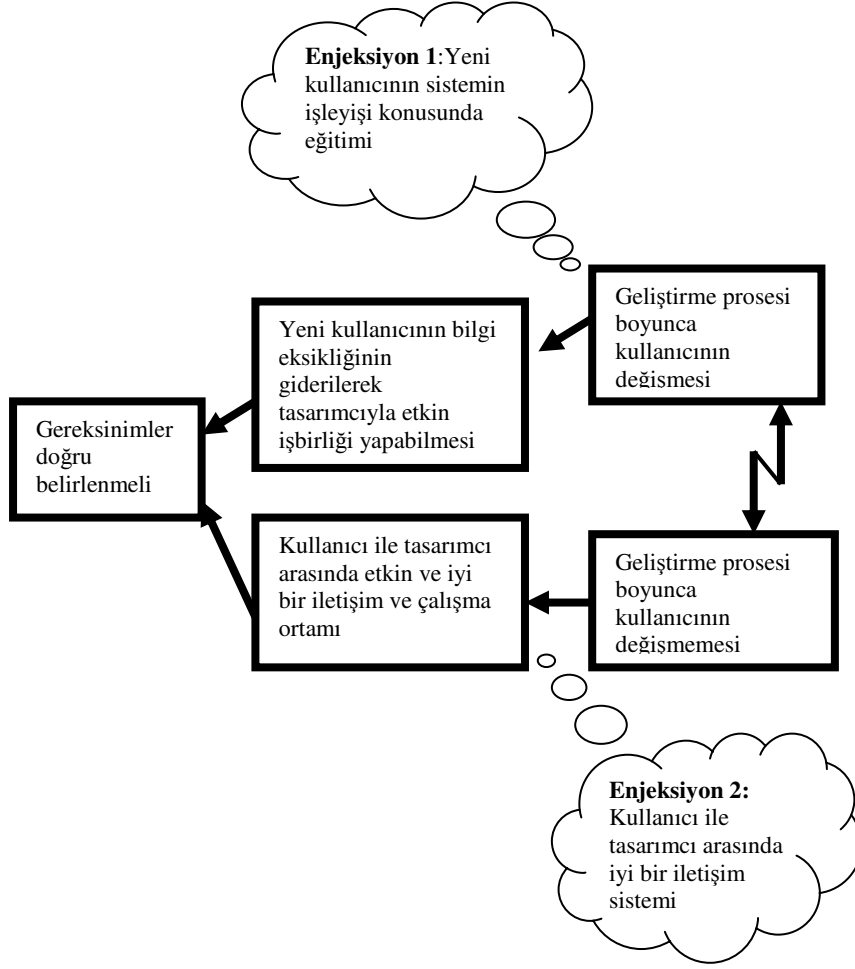 Enjeksiyon 1:Yeni
kullanıcının sistemin
işleyişi konusunda
eğitimi
Geliştirme prosesi
boyunca
kullanıcının
değişmesi
Yeni kullanıcının bilgi
eksikliğinin
giderilerek
tasarımcıyla etkin
işbirliği yapabilmesi
Gereksinimler
doğru
belirlenmeli
Kullanıcı ile tasarımcı
arasında etkin ve iyi
bir iletişim ve çalışma
ortamı
Geliştirme prosesi
boyunca
kullanıcının
değişmemesi
Enjeksiyon 2:
Kullanıcı ile
tasarımcı arasında
iyi bir iletişim
sistemi